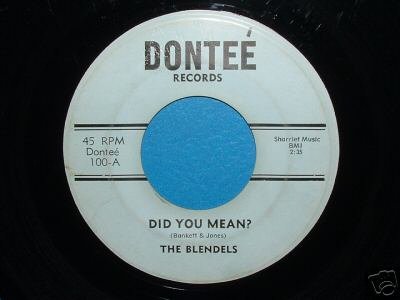 DONTEÉ
RECORDS
45 RPM
Donteé
100-A
Sharriet Music
BMI
2:35
DID YOU MEAN?
(Bankett & Jones)
THE BLENDELS